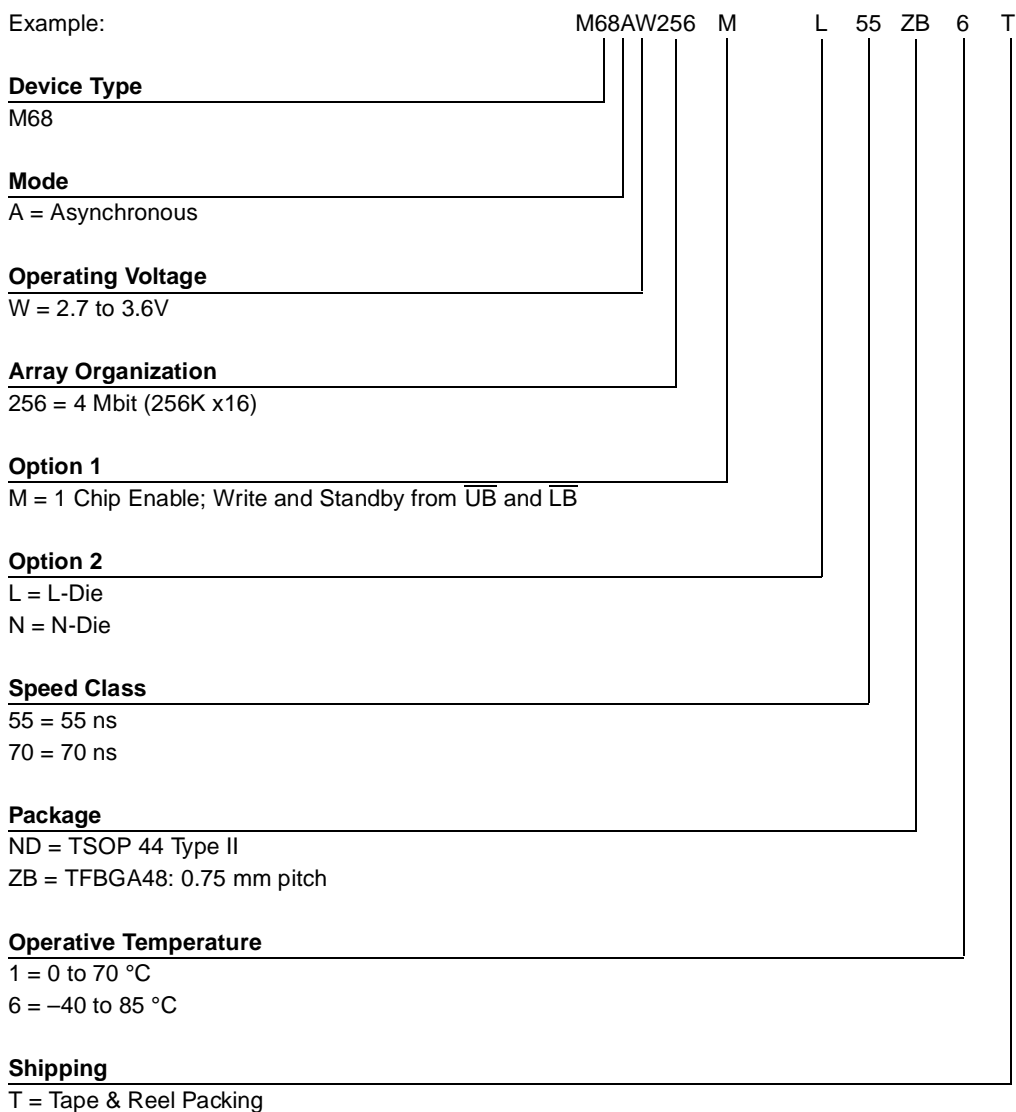 Example: M68AW256 M L 55 ZB 6 T
Device Type
M68
Mode
A = Asynchronous
Operating Voltage
W = 2.7 to 3.6V
Array Organization
256 = 4 Mbit (256K x16)
Option 1
M = 1 Chip Enable; Write and Standby from U̅B̅ and L̅B̅
Option 2
L = L-Die
N = N-Die
Speed Class
55 = 55 ns
70 = 70 ns
Package
ND = TSOP 44 Type II
ZB = TFBGA48: 0.75 mm pitch
Operative Temperature
1 = 0 to 70 °C
6 = –40 to 85 °C
Shipping
T = Tape & Reel Packing